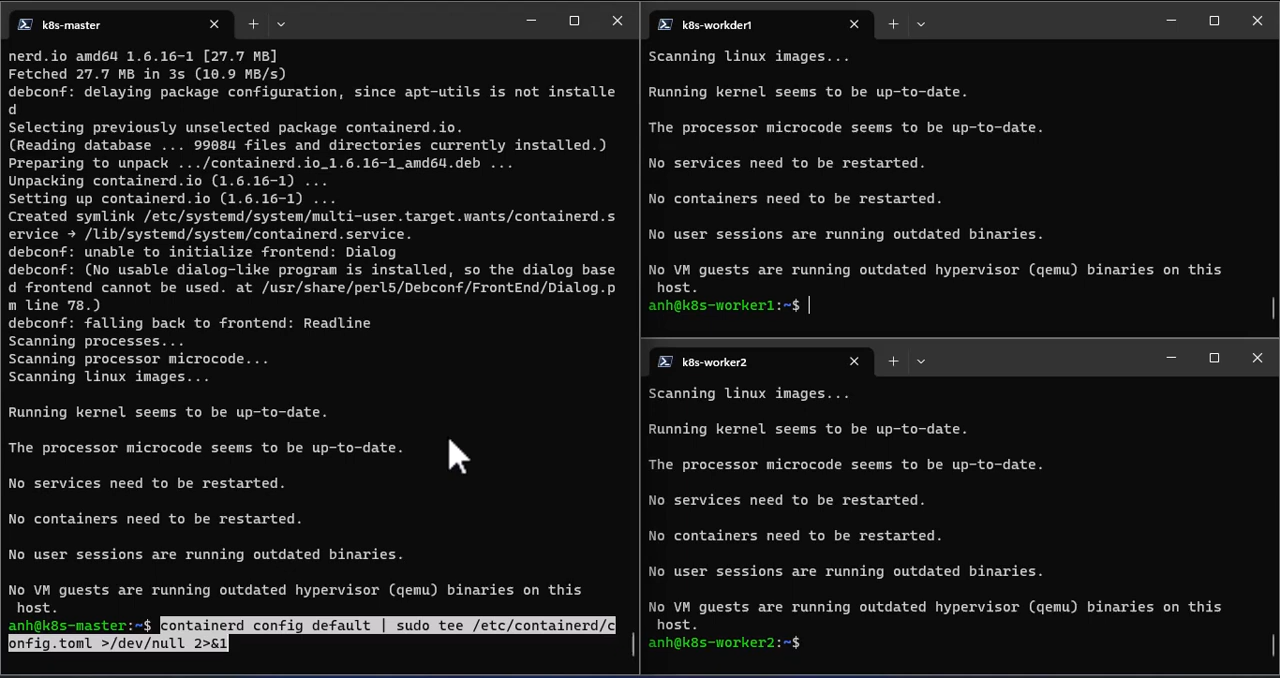 k8s-master
nerd.io amd64 1.6.16-1 [27.7 MB]
Fetched 27.7 MB in 3s (10.9 MB/s)
debconf: delaying package configuration, since apt-utils is not installe
d
Selecting previously unselected package containerd.io.
(Reading database ... 99084 files and directories currently installed.)
Preparing to unpack .../containerd.io_1.6.16-1_amd64.deb ...
Unpacking containerd.io (1.6.16-1) ...
Setting up containerd.io (1.6.16-1) ...
Created symlink /etc/systemd/system/multi-user.target.wants/containerd.s
ervice → /lib/systemd/system/containerd.service.
debconf: unable to initialize frontend: Dialog
debconf: (No usable dialog-like program is installed, so the dialog base
d frontend cannot be used. at /usr/share/perl5/Debconf/FrontEnd/Dialog.p
m line 78.)
debconf: falling back to frontend: Readline
Scanning processes...
Scanning processor microcode...
Scanning linux images...
Running kernel seems to be up-to-date.
The processor microcode seems to be up-to-date.
No services need to be restarted.
No containers need to be restarted.
No user sessions are running outdated binaries.
No VM guests are running outdated hypervisor (qemu) binaries on this
 host.
anh@k8s-master:~$ containerd config default | sudo tee /etc/containerd/c
onfig.toml >/dev/null 2>&1
k8s-workder1
Scanning linux images...
Running kernel seems to be up-to-date.
The processor microcode seems to be up-to-date.
No services need to be restarted.
No containers need to be restarted.
No user sessions are running outdated binaries.
No VM guests are running outdated hypervisor (qemu) binaries on this
 host.
anh@k8s-worker1:~$
k8s-worker2
Scanning linux images...
Running kernel seems to be up-to-date.
The processor microcode seems to be up-to-date.
No services need to be restarted.
No containers need to be restarted.
No user sessions are running outdated binaries.
No VM guests are running outdated hypervisor (qemu) binaries on this
 host.
anh@k8s-worker2:~$